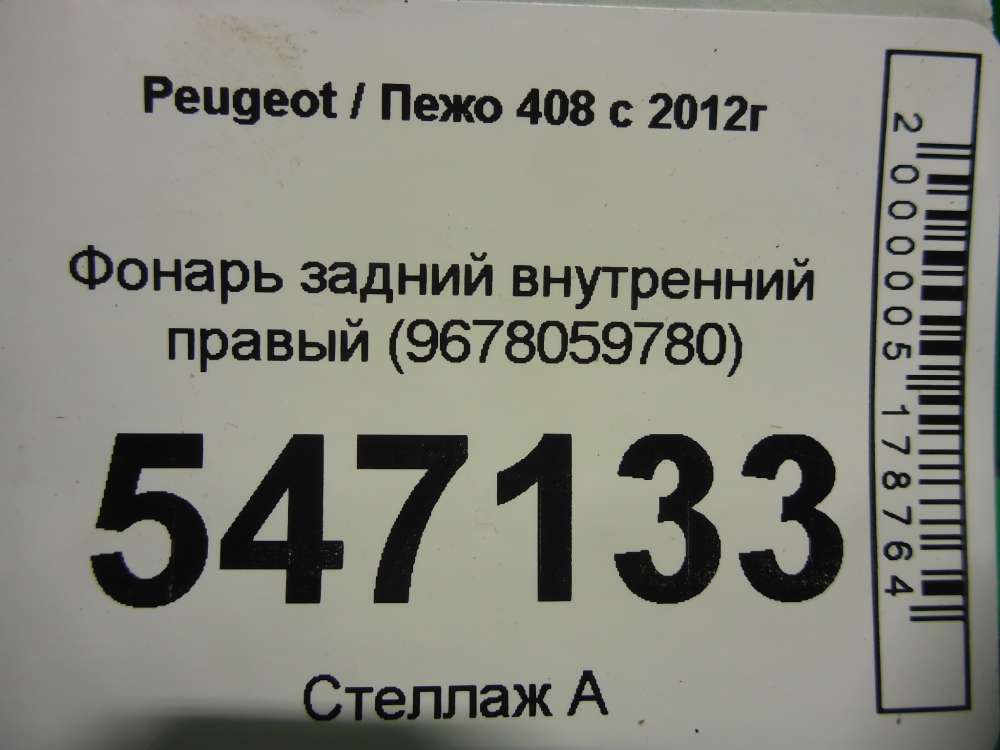 Peugeot / Пежо 408 с 2012г
Фонарь задний внутренний
правый (9678059780)
547133
Стеллаж А
2000005178764